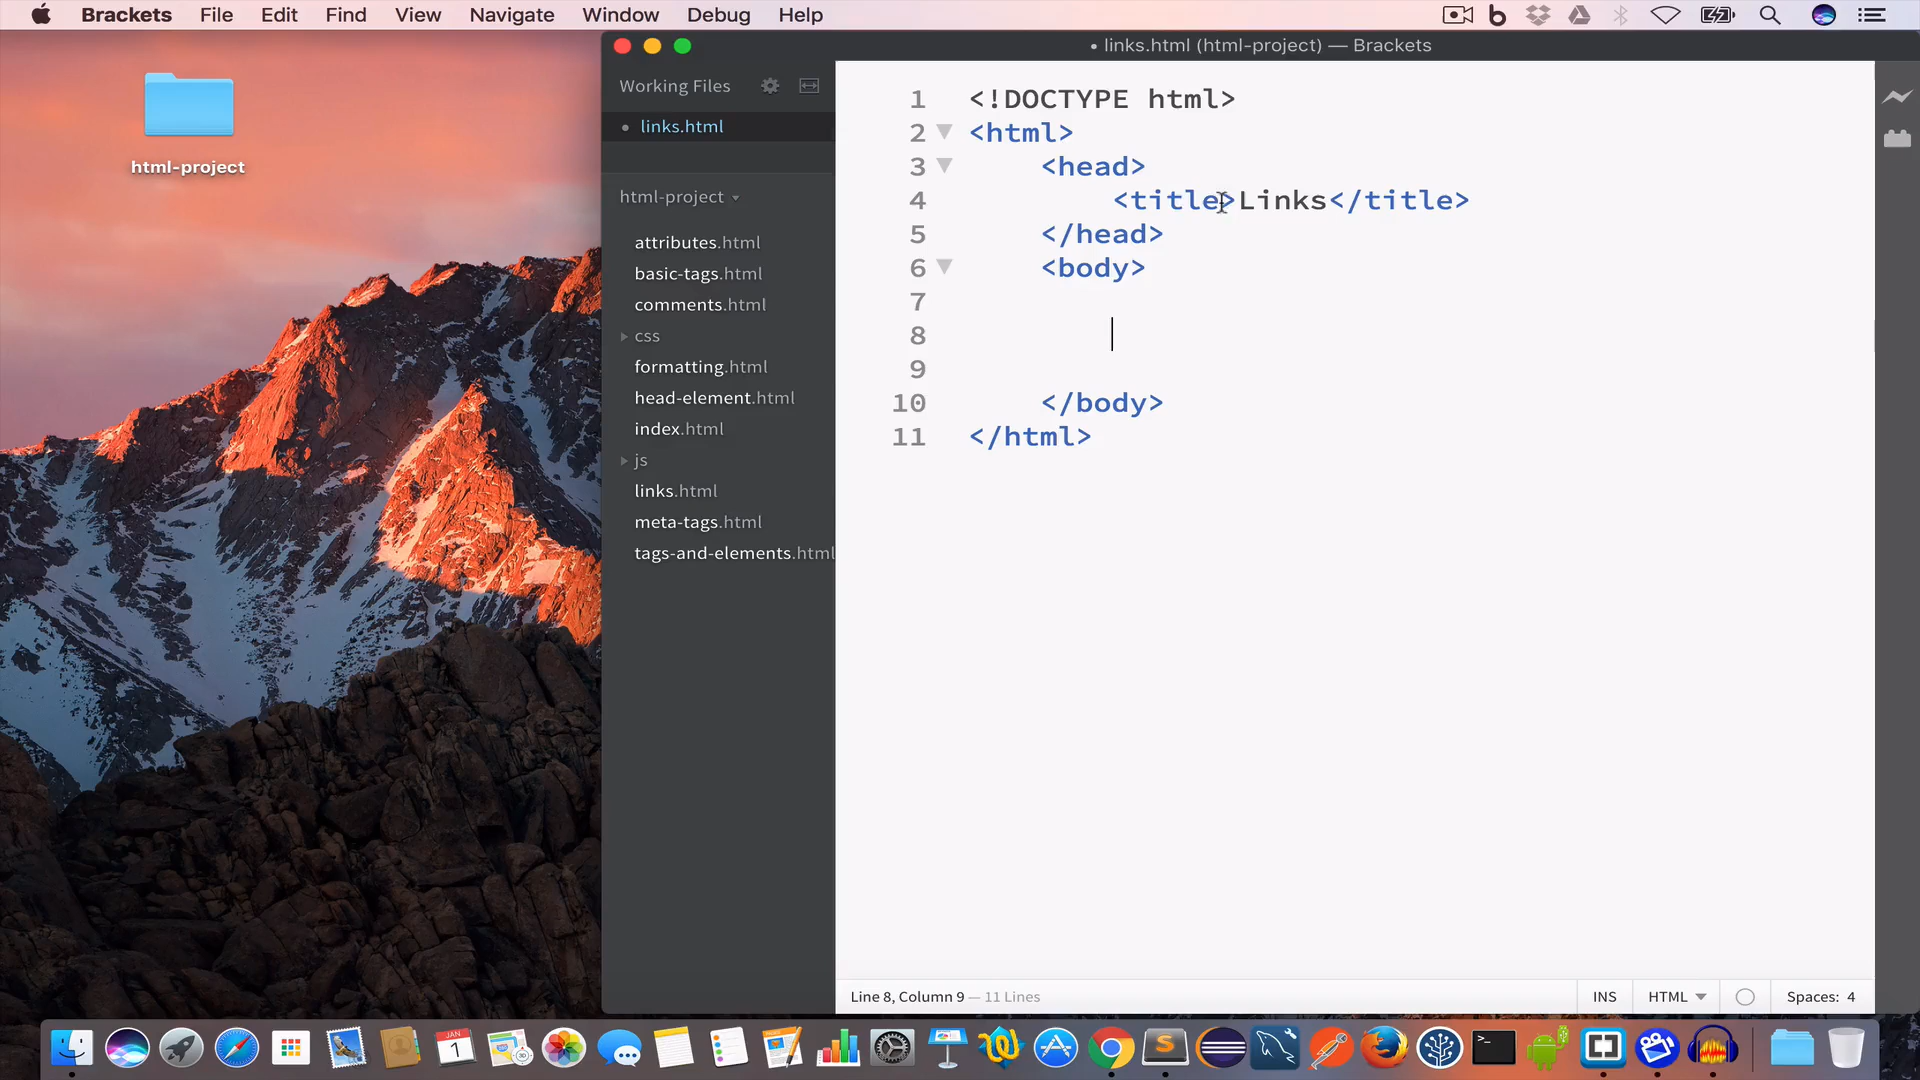 Brackets File Edit Find View Navigate Window Debug Help
• links.html (html-project) — Brackets
html-project
Working Files
• links.html
html-project
attributes.html
basic-tags.html
comments.html
css
formatting.html
head-element.html
index.html
js
links.html
meta-tags.html
tags-and-elements.html
1 <!DOCTYPE html>
2 <html>
3 <head>
4 <title>Links</title>
5 </head>
6 <body>
7
8
9
10 </body>
11 </html>
Line 8, Column 9 — 11 Lines
INS HTML Spaces: 4
JAN
1